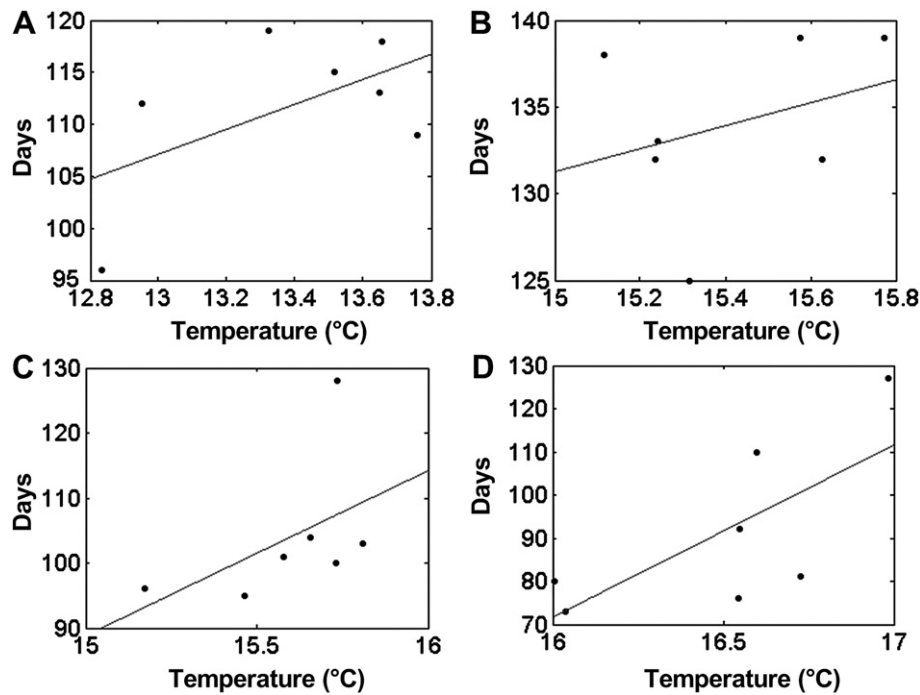 A
120
115
110
105
100
95
Days
12.8 13 13.2 13.4 13.6 13.8
Temperature (°C)
B
140
135
130
125
Days
15 15.2 15.4 15.6 15.8
Temperature (°C)
C
130
120
110
100
90
Days
15 15.5 16
Temperature (°C)
D
130
120
110
100
90
80
70
Days
16 16.5 17
Temperature (°C)